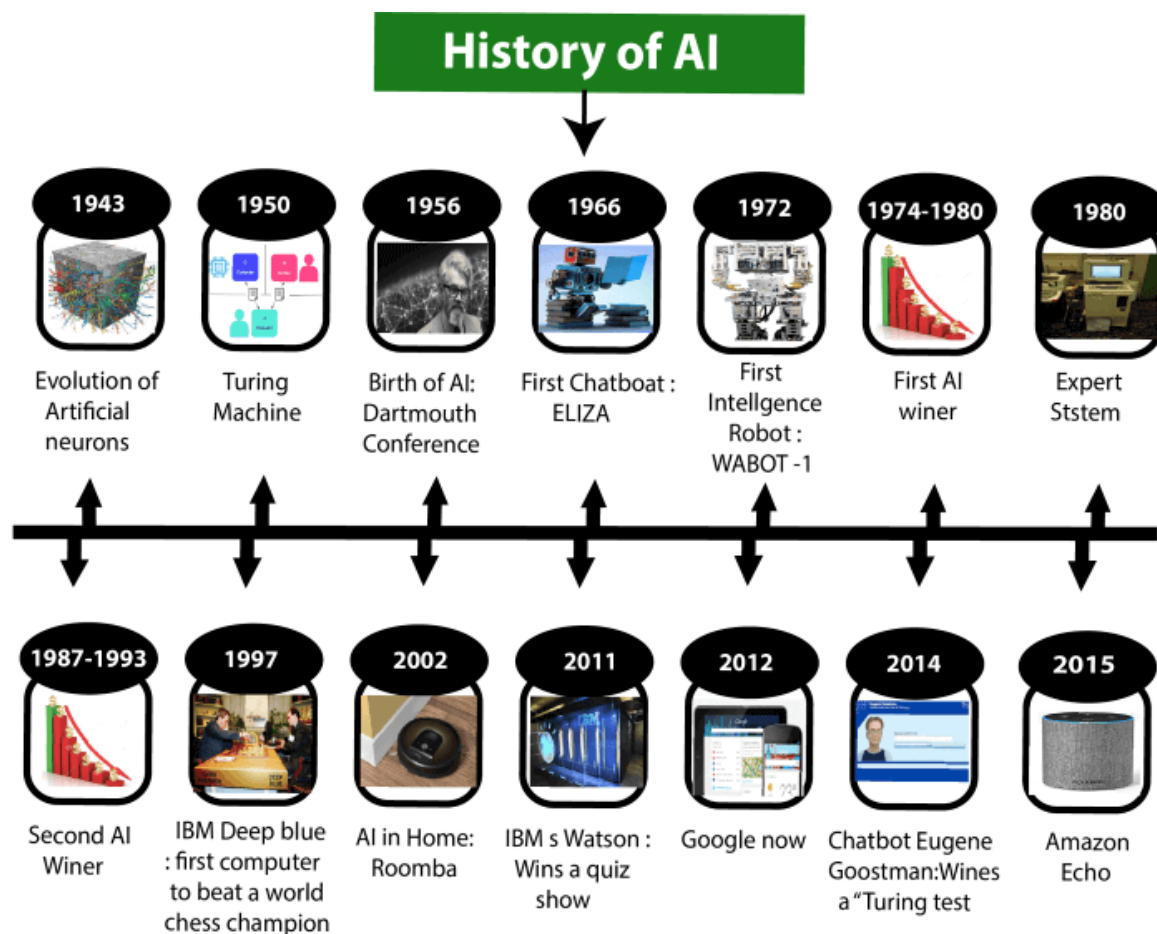 History of AI
1943
1950
1956
1966
1972
1974-1980
1980
Evolution of
Artificial
neurons
Turing
Machine
Birth of AI:
Dartmouth
Conference
First Chatboat :
ELIZA
First
Intellgence
Robot :
WABOT -1
First AI
winer
Expert
Ststem
1987-1993
1997
2002
2011
2012
2014
2015
IBM
Second AI
Winer
IBM Deep blue
: first computer
to beat a world
chess champion
AI in Home:
Roomba
IBM s Watson :
Wins a quiz
show
Google now
Chatbot Eugene
Goostman:Wines
a “Turing test
Amazon
Echo